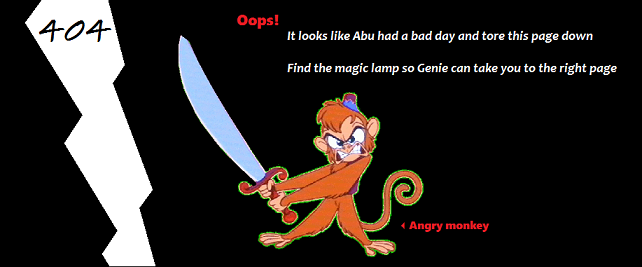 404
Oops!
It looks like Abu had a bad day and tore this page down
Find the magic lamp so Genie can take you to the right page
Angry monkey